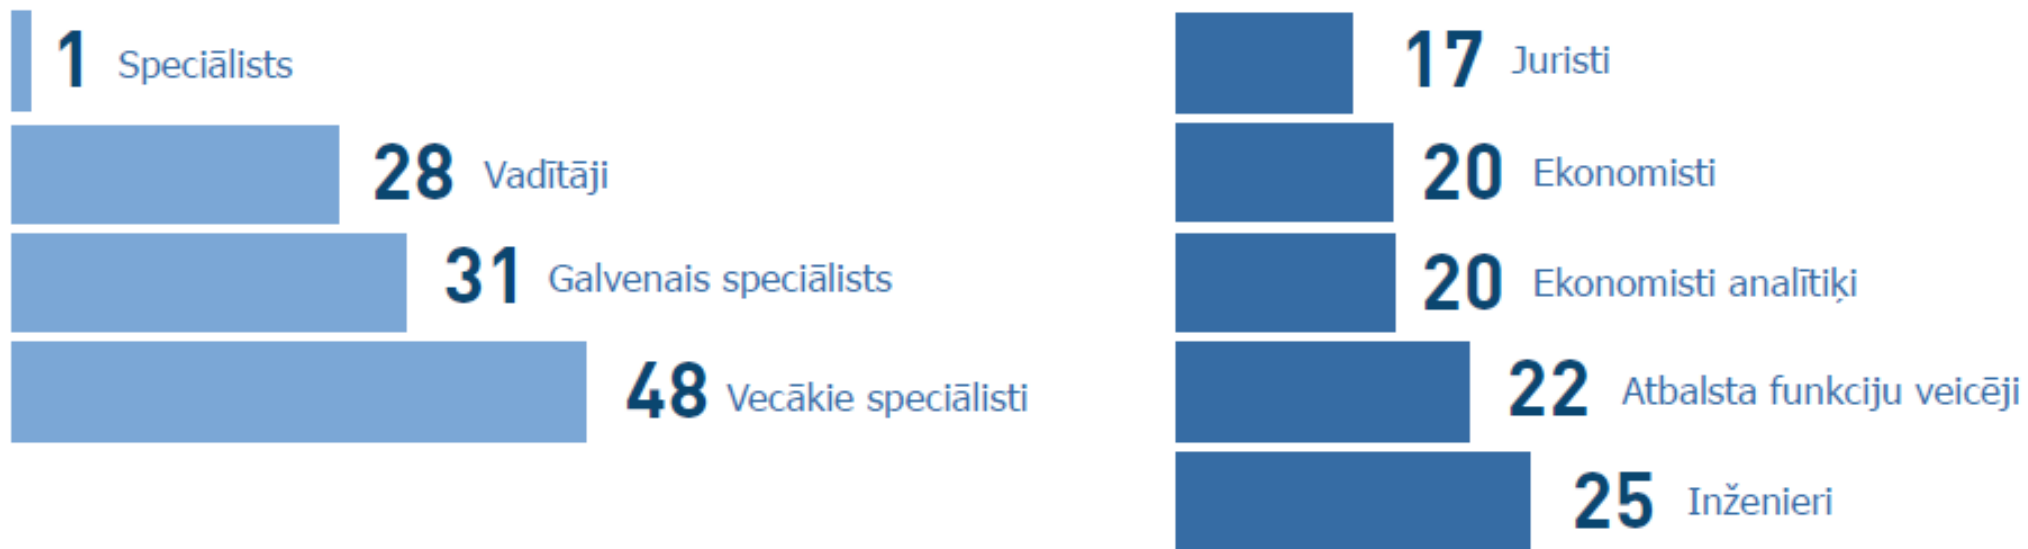 1 Speciālists
28 Vadītāji
31 Galvenais speciālists
48 Vecākie speciālisti
17 Juristi
20 Ekonomisti
20 Ekonomisti analītiķi
22 Atbalsta funkciju veicēji
25 Inženieri